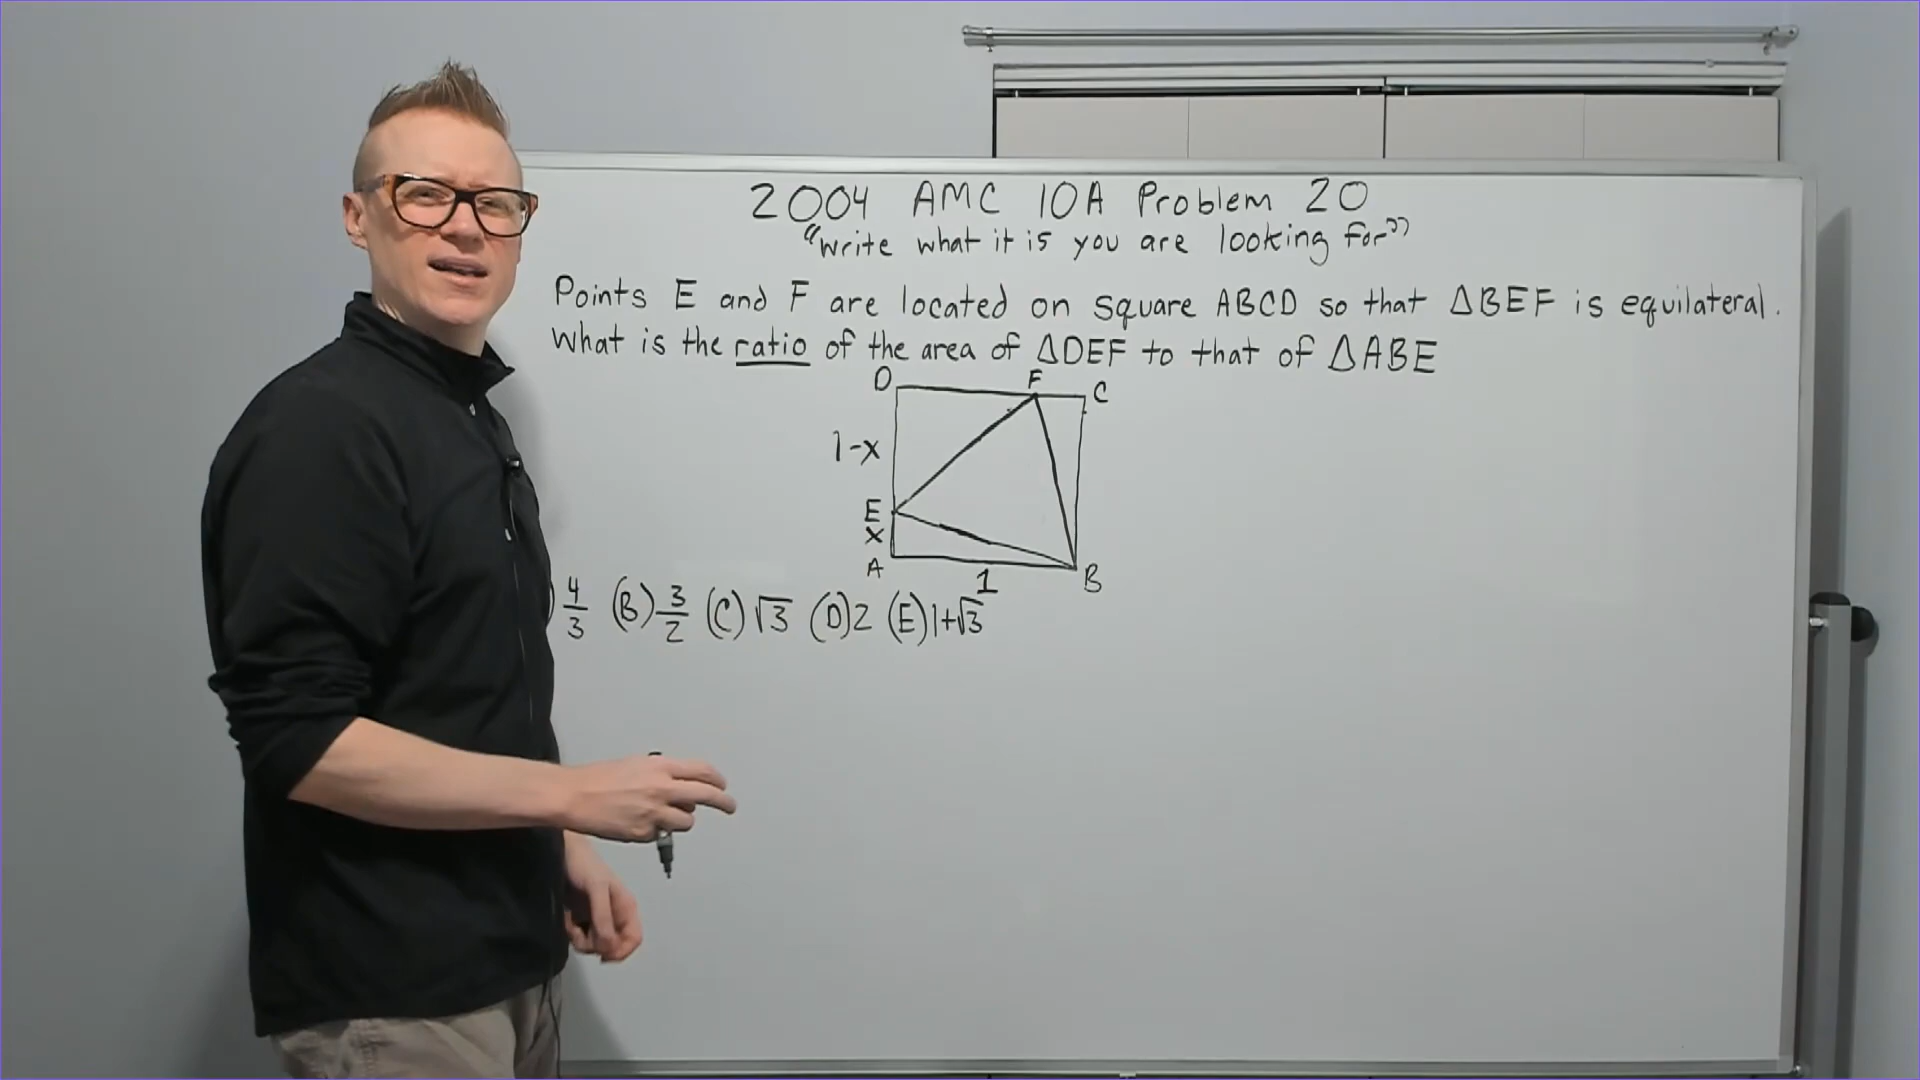 2004 AMC 10A Problem 20
"Write what it is you are looking for"
Points E and F are located on square ABCD so that ΔBEF is equilateral.
What is the ratio of the area of ΔDEF to that of ΔABE
D F C
1-x
E
x
A 1 B
) 4/3 (B) 3/2 (C) √3 (D) 2 (E) 1+√3